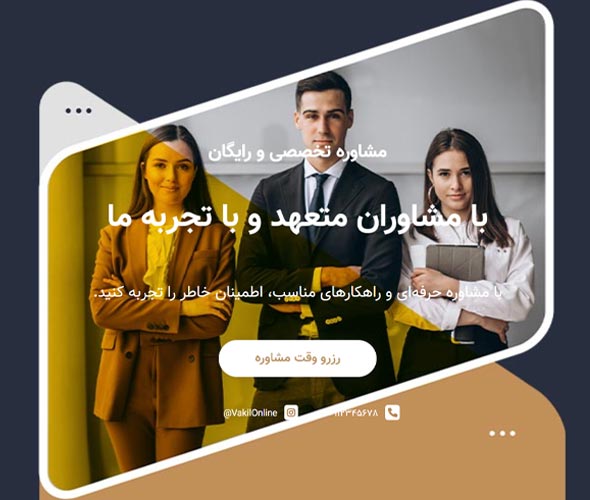 مشاوره تخصصی و رایگان
با مشاوران متعهد و با تجربه ما
با مشاوره حرفه‌ای و راهکارهای مناسب، اطمینان خاطر را تجربه کنید.
رزرو وقت مشاوره
@VakilOnline